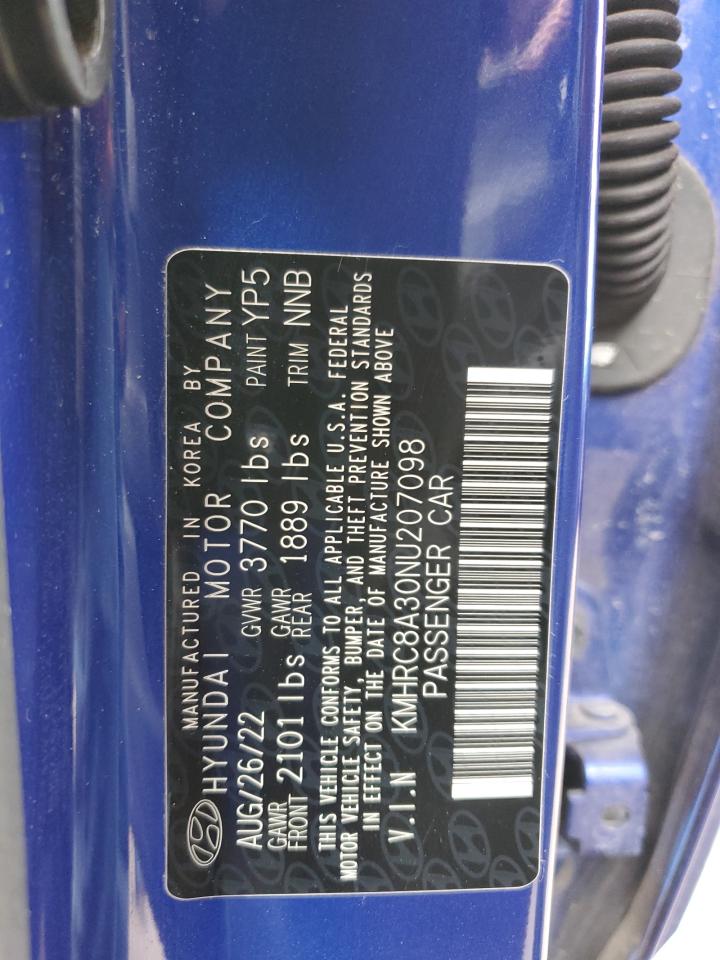 MANUFACTURED IN KOREA BY
HYUNDAI MOTOR COMPANY
AUG/26/22 GVWR 3770 lbs PAINT YP5
GAWR FRONT 2101 lbs GAWR REAR 1889 lbs TRIM NNB
THIS VEHICLE CONFORMS TO ALL APPLICABLE U.S.A. FEDERAL
MOTOR VEHICLE SAFETY, BUMPER, AND THEFT PREVENTION STANDARDS
IN EFFECT ON THE DATE OF MANUFACTURE SHOWN ABOVE
V.I.N KMHRC8A30NU207098
PASSENGER CAR